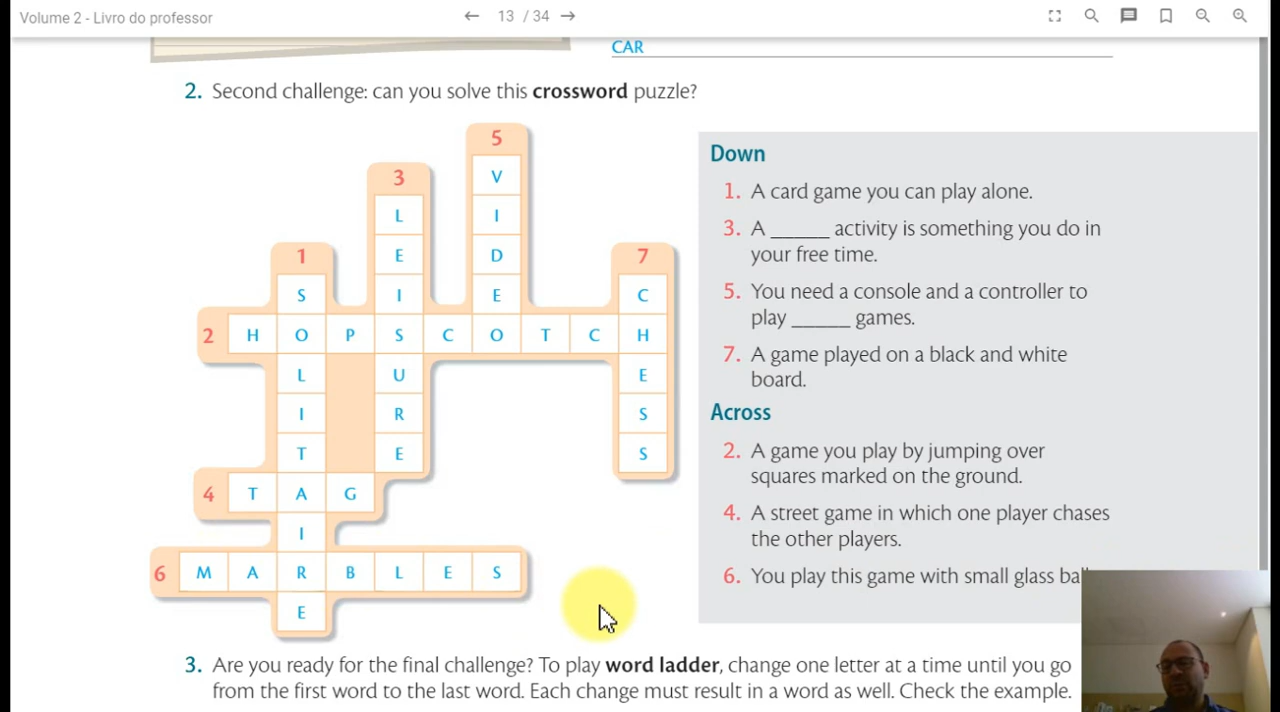 Volume 2 - Livro do professor
13 / 34
CAR
2. Second challenge: can you solve this crossword puzzle?
5
V
3
L
I
1
E
D
7
S
I
E
C
2 H O P S C O T C H
L
U
E
I
R
S
T
E
S
4 T A G
I
6 M A R B L E S
E
Down
1. A card game you can play alone.
3. A ______ activity is something you do in
your free time.
5. You need a console and a controller to
play ______ games.
7. A game played on a black and white
board.
Across
2. A game you play by jumping over
squares marked on the ground.
4. A street game in which one player chases
the other players.
6. You play this game with small glass
3. Are you ready for the final challenge? To play word ladder, change one letter at a time until you go
from the first word to the last word. Each change must result in a word as well. Check the example.